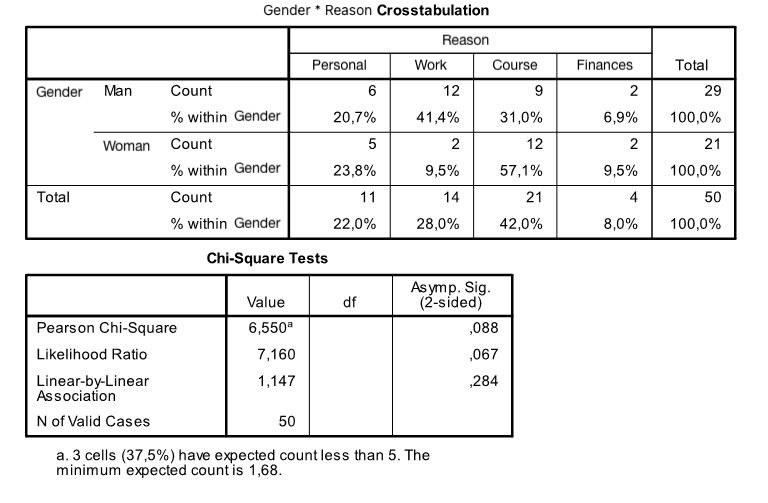 Gender * Reason Crosstabulation
Reason
Personal Work Course Finances Total
Gender Man Count 6 12 9 2 29
% within Gender 20,7% 41,4% 31,0% 6,9% 100,0%
Woman Count 5 2 12 2 21
% within Gender 23,8% 9,5% 57,1% 9,5% 100,0%
Total Count 11 14 21 4 50
% within Gender 22,0% 28,0% 42,0% 8,0% 100,0%
Chi-Square Tests
Value df Asymp. Sig.
(2-sided)
Pearson Chi-Square 6,550a ,088
Likelihood Ratio 7,160 ,067
Linear-by-Linear 1,147 ,284
Association
N of Valid Cases 50
a. 3 cells (37,5%) have expected count less than 5. The
minimum expected count is 1,68.